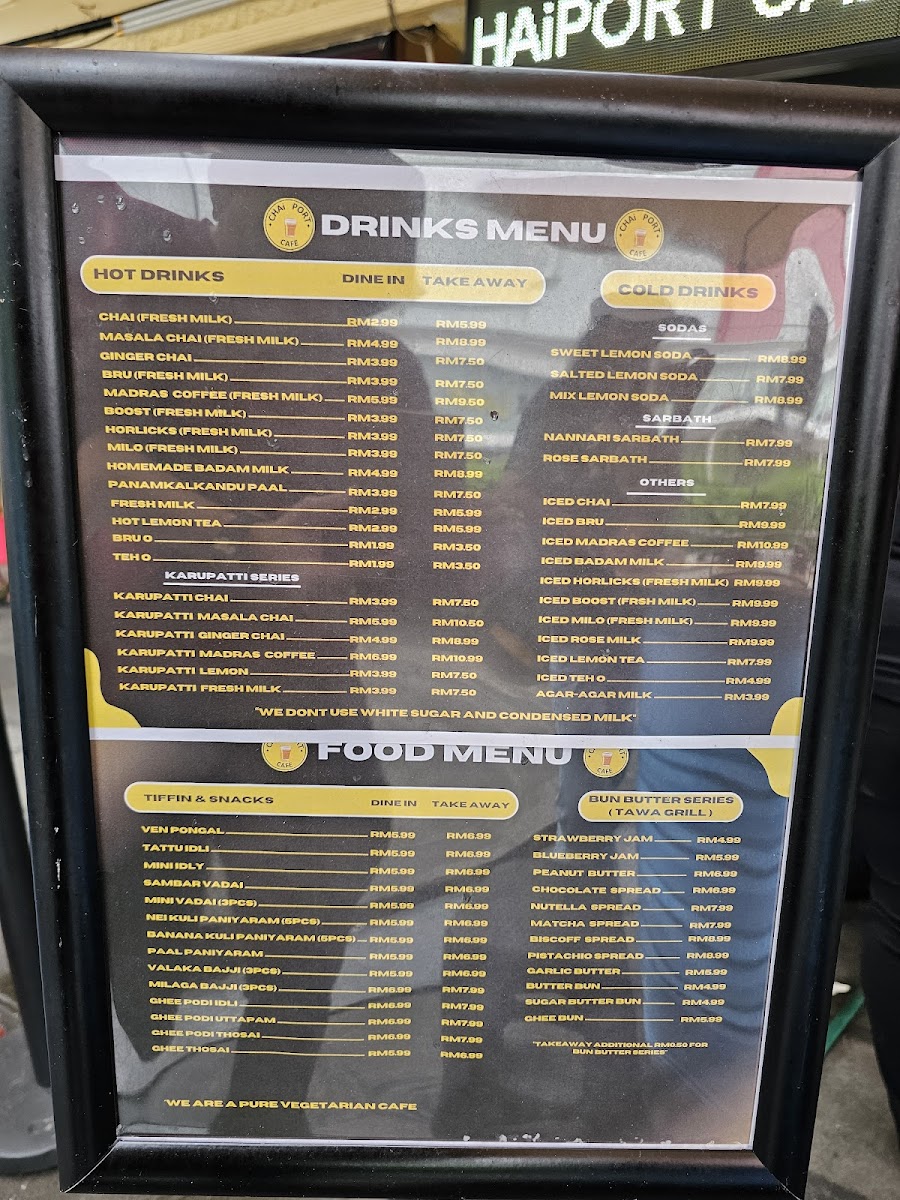 HAiPORT CA
CHAI PORT CAFE
DRINKS MENU
CHAI PORT CAFE
HOT DRINKS DINE IN TAKE AWAY
CHAI (FRESH MILK) RM2.99 RM5.99
MASALA CHAI (FRESH MILK) RM4.99 RM8.99
GINGER CHAI RM3.99 RM7.50
BRU (FRESH MILK) RM3.99 RM7.50
MADRAS COFFEE (FRESH MILK) RM5.99 RM9.50
BOOST (FRESH MILK) RM3.99 RM7.50
HORLICKS (FRESH MILK) RM3.99 RM7.50
MILO (FRESH MILK) RM3.99 RM7.50
HOMEMADE BADAM MILK RM4.99 RM8.99
PANAMKALKANDU PAAL RM3.99 RM7.50
FRESH MILK RM2.99 RM5.99
HOT LEMON TEA RM2.99 RM5.99
BRU O RM1.99 RM3.50
TEH O RM1.99 RM3.50
KARUPATTI SERIES
KARUPATTI CHAI RM3.99 RM7.50
KARUPATTI MASALA CHAI RM5.99 RM10.50
KARUPATTI GINGER CHAI RM4.99 RM8.99
KARUPATTI MADRAS COFFEE RM6.99 RM10.99
KARUPATTI LEMON RM3.99 RM7.50
KARUPATTI FRESH MILK RM3.99 RM7.50
COLD DRINKS
SODAS
SWEET LEMON SODA RM8.99
SALTED LEMON SODA RM7.99
MIX LEMON SODA RM8.99
SARBATH
NANNARI SARBATH RM7.99
ROSE SARBATH RM7.99
OTHERS
ICED CHAI RM7.99
ICED BRU RM9.99
ICED MADRAS COFFEE RM10.99
ICED BADAM MILK RM9.99
ICED HORLICKS (FRESH MILK) RM9.99
ICED BOOST (FRSH MILK) RM9.99
ICED MILO (FRESH MILK) RM9.99
ICED ROSE MILK RM9.99
ICED LEMON TEA RM7.99
ICED TEH O RM4.99
AGAR-AGAR MILK RM3.99
"WE DONT USE WHITE SUGAR AND CONDENSED MILK"
FOOD MENU
CAFE
CAFE
TIFFIN & SNACKS DINE IN TAKE AWAY
VEN PONGAL RM5.99 RM6.99
TATTU IDLI RM5.99 RM6.99
MINI IDLY RM5.99 RM6.99
SAMBAR VADAI RM5.99 RM6.99
MINI VADAI (3PCS) RM5.99 RM6.99
NEI KULI PANIYARAM (5PCS) RM5.99 RM6.99
BANANA KULI PANIYARAM (5PCS) RM5.99 RM6.99
PAAL PANIYARAM RM5.99 RM6.99
VALAKA BAJJI (3PCS) RM5.99 RM6.99
MILAGA BAJJI (3PCS) RM6.99 RM7.99
GHEE PODI IDLI RM6.99 RM7.99
GHEE PODI UTTAPAM RM6.99 RM7.99
GHEE PODI THOSAI RM6.99 RM7.99
GHEE THOSAI RM5.99 RM6.99
BUN BUTTER SERIES
( TAWA GRILL )
STRAWBERRY JAM RM4.99
BLUEBERRY JAM RM5.99
PEANUT BUTTER RM6.99
CHOCOLATE SPREAD RM6.99
NUTELLA SPREAD RM7.99
MATCHA SPREAD RM7.99
BISCOFF SPREAD RM8.99
PISTACHIO SPREAD RM8.99
GARLIC BUTTER RM5.99
BUTTER BUN RM4.99
SUGAR BUTTER BUN RM4.99
GHEE BUN RM5.99
"TAKEAWAY ADDITIONAL RM0.50 FOR
BUN BUTTER SERIES"
"WE ARE A PURE VEGETARIAN CAFE